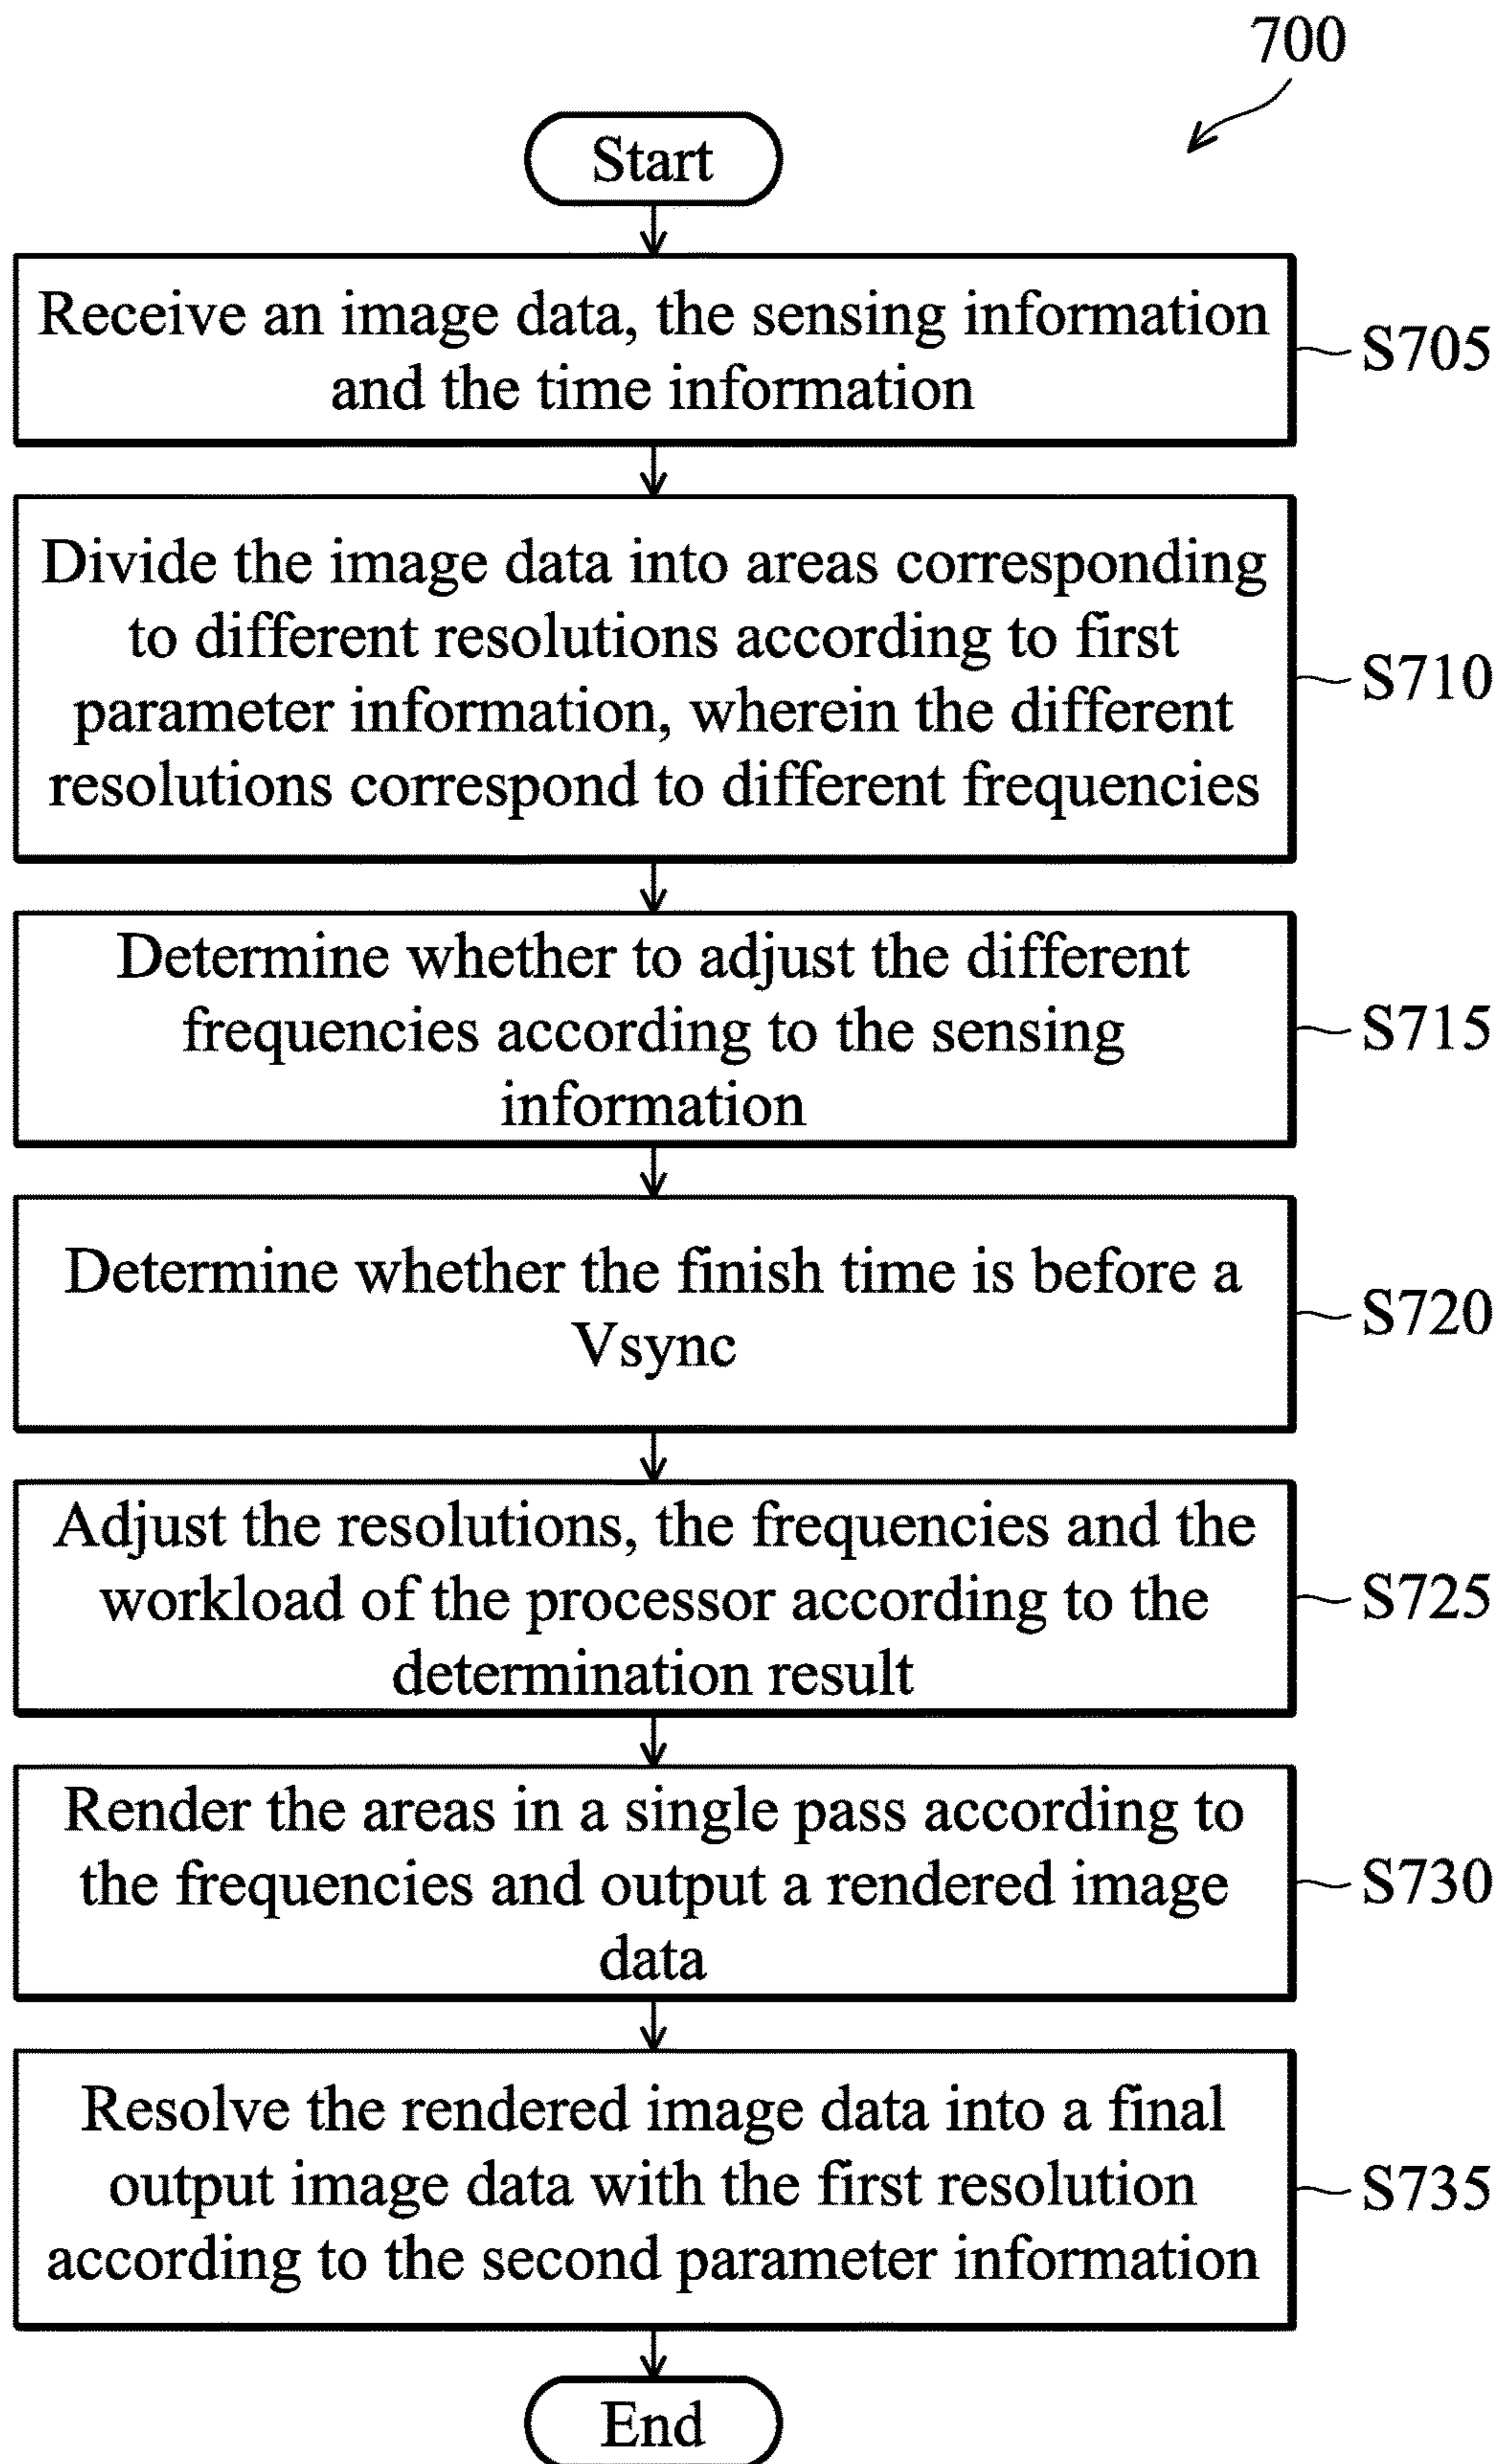 700
Start
Receive an image data, the sensing information
and the time information
S705
Divide the image data into areas corresponding
to different resolutions according to first
parameter information, wherein the different
resolutions correspond to different frequencies
S710
Determine whether to adjust the different
frequencies according to the sensing
information
S715
Determine whether the finish time is before a
Vsync
S720
Adjust the resolutions, the frequencies and the
workload of the processor according to the
determination result
S725
Render the areas in a single pass according to
the frequencies and output a rendered image
data
S730
Resolve the rendered image data into a final
output image data with the first resolution
according to the second parameter information
S735
End